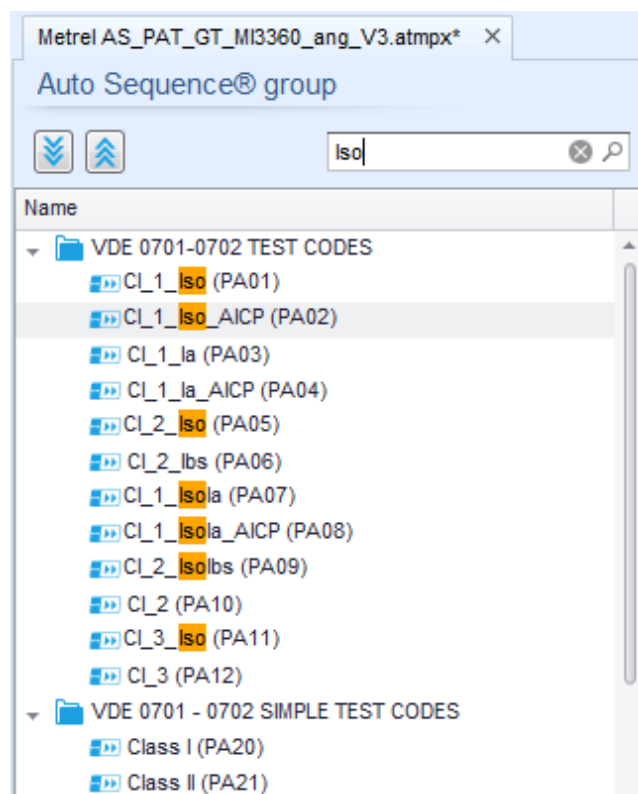 Metrel AS_PAT_GT_MI3360_ang_V3.atmpx*
Auto Sequence® group
Iso
Name
VDE 0701-0702 TEST CODES
Cl_1_Iso (PA01)
Cl_1_Iso_AICP (PA02)
Cl_1_Ia (PA03)
Cl_1_Ia_AICP (PA04)
Cl_2_Iso (PA05)
Cl_2_Ibs (PA06)
Cl_1_IsoIa (PA07)
Cl_1_IsoIa_AICP (PA08)
Cl_2_IsoIbs (PA09)
Cl_2 (PA10)
Cl_3_Iso (PA11)
Cl_3 (PA12)
VDE 0701 - 0702 SIMPLE TEST CODES
Class I (PA20)
Class II (PA21)